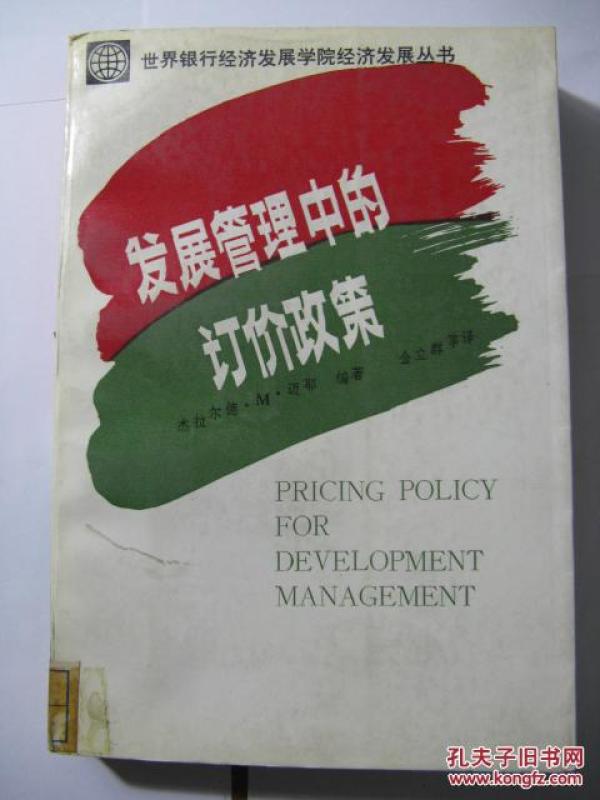 世界银行经济发展学院经济发展丛书
发展管理中的
订价政策
杰拉尔德·M·迈耶 编著 金立群等译
PRICING POLICY
FOR
DEVELOPMENT
MANAGEMENT
孔夫子旧书网
www.kongfz.com